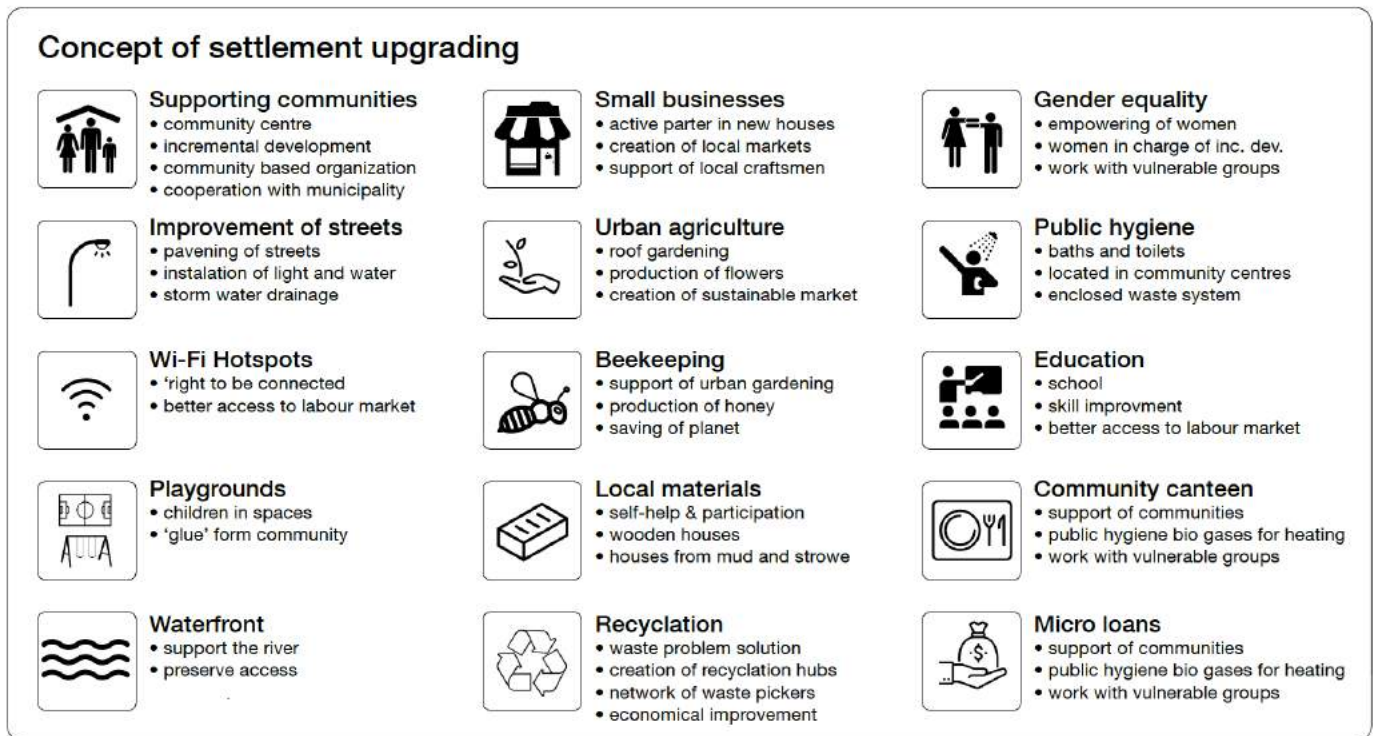 Concept of settlement upgrading
Supporting communities
• community centre
• incremental development
• community based organization
• cooperation with municipality
Improvement of streets
• pavening of streets
• instalation of light and water
• storm water drainage
Wi-Fi Hotspots
• 'right to be connected
• better access to labour market
Playgrounds
• children in spaces
• 'glue' form community
Waterfront
• support the river
• preserve access
Small businesses
• active parter in new houses
• creation of local markets
• support of local craftsmen
Urban agriculture
• roof gardening
• production of flowers
• creation of sustainable market
Beekeeping
• support of urban gardening
• production of honey
• saving of planet
Local materials
• self-help & participation
• wooden houses
• houses from mud and strowe
Recyclation
• waste problem solution
• creation of recyclation hubs
• network of waste pickers
• economical improvement
Gender equality
• empowering of women
• women in charge of inc. dev.
• work with vulnerable groups
Public hygiene
• baths and toilets
• located in community centres
• enclosed waste system
Education
• school
• skill improvment
• better access to labour market
Community canteen
• support of communities
• public hygiene bio gases for heating
• work with vulnerable groups
Micro loans
• support of communities
• public hygiene bio gases for heating
• work with vulnerable groups